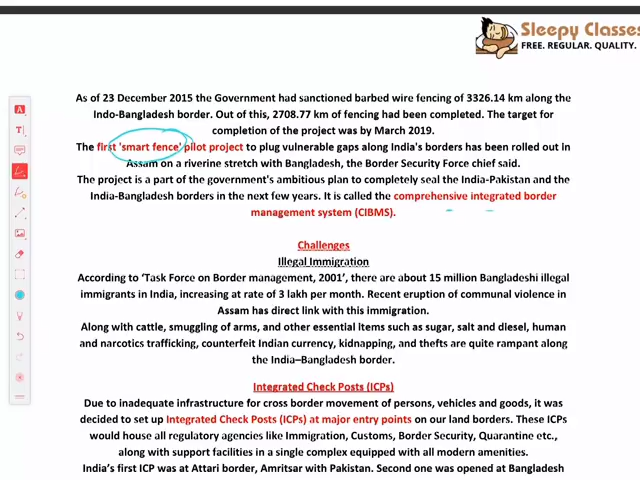 Sleepy Classes
FREE. REGULAR. QUALITY.
As of 23 December 2015 the Government had sanctioned barbed wire fencing of 3326.14 km along the
Indo-Bangladesh border. Out of this, 2708.77 km of fencing had been completed. The target for
completion of the project was by March 2019.
The first 'smart fence' pilot project to plug vulnerable gaps along India's borders has been rolled out in
Assam on a riverine stretch with Bangladesh, the Border Security Force chief said.
The project is a part of the government's ambitious plan to completely seal the India-Pakistan and the
India-Bangladesh borders in the next few years. It is called the comprehensive integrated border
management system (CIBMS).
Challenges
Illegal Immigration
According to ‘Task Force on Border management, 2001’, there are about 15 million Bangladeshi illegal
immigrants in India, increasing at rate of 3 lakh per month. Recent eruption of communal violence in
Assam has direct link with this immigration.
Along with cattle, smuggling of arms, and other essential items such as sugar, salt and diesel, human
and narcotics trafficking, counterfeit Indian currency, kidnapping, and thefts are quite rampant along
the India–Bangladesh border.
Integrated Check Posts (ICPs)
Due to inadequate infrastructure for cross border movement of persons, vehicles and goods, it was
decided to set up Integrated Check Posts (ICPs) at major entry points on our land borders. These ICPs
would house all regulatory agencies like Immigration, Customs, Border Security, Quarantine etc.,
along with support facilities in a single complex equipped with all modern amenities.
India’s first ICP was at Attari border, Amritsar with Pakistan. Second one was opened at Bangladesh